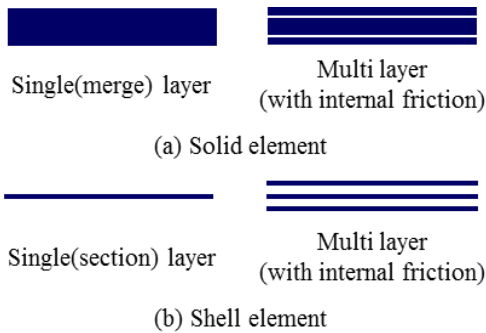 Single(merge) layer
Multi layer
(with internal friction)
(a) Solid element
Single(section) layer
Multi layer
(with internal friction)
(b) Shell element